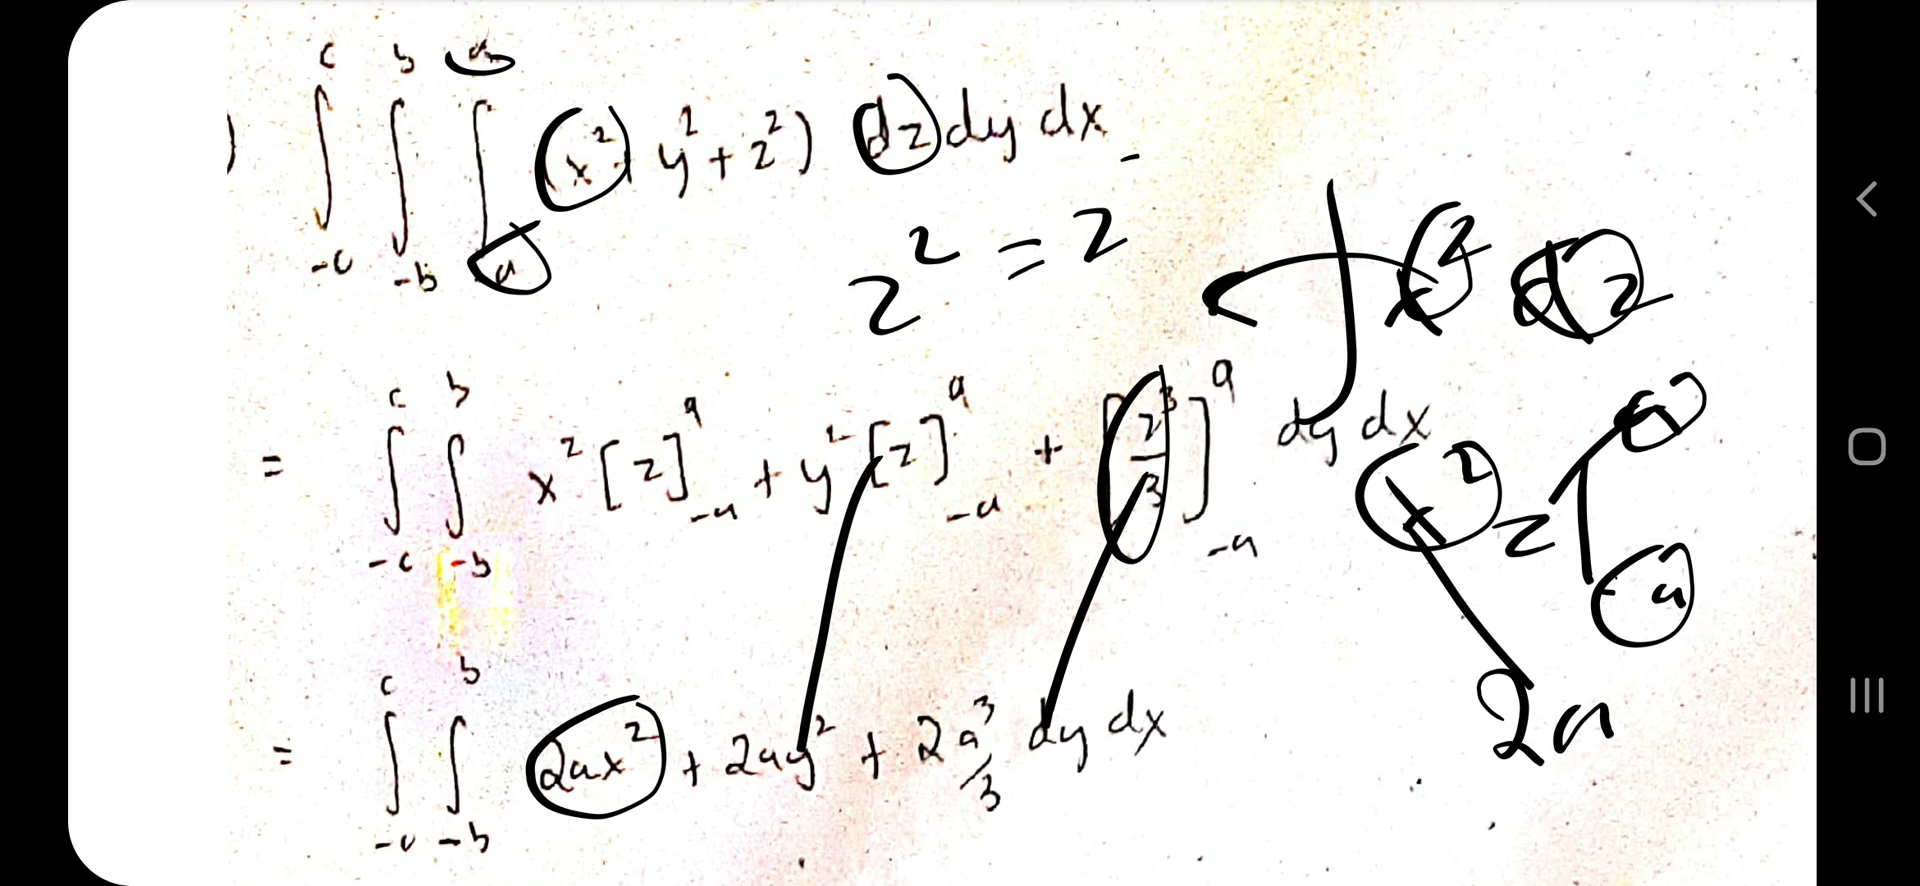 ) ∫_{-c}^{c} ∫_{-b}^{b} ∫_{a}^{a} (x² y² + z²) dz dy dx
z² = z
x² dz
= ∫_{-c}^{c} ∫_{-b}^{b} x² [z]_{-a}^{a} + y² [z]_{-a}^{a} + [z³/3]_{-a}^{a} dy dx
x² z [_{-a}^{a}
2a
= ∫_{-c}^{c} ∫_{-b}^{b} 2ax² + 2ay² + 2a³/3 dy dx